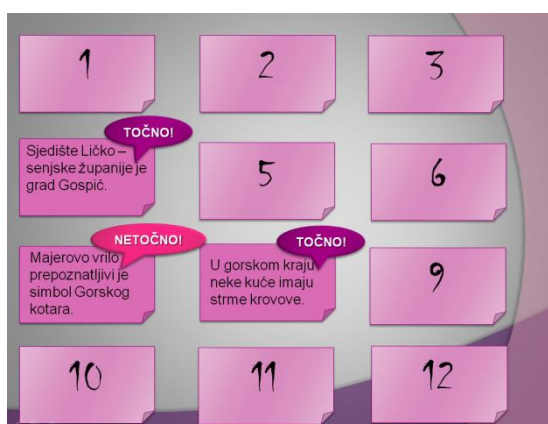 1
2
3
TOČNO!
Sjedište Ličko –
senjske županije je
grad Gospić.
5
6
NETOČNO!
Majerovo vrilo
prepoznatljivi je
simbol Gorskog
kotara.
TOČNO!
U gorskom kraju
neke kuće imaju
strme krovove.
9
10
11
12